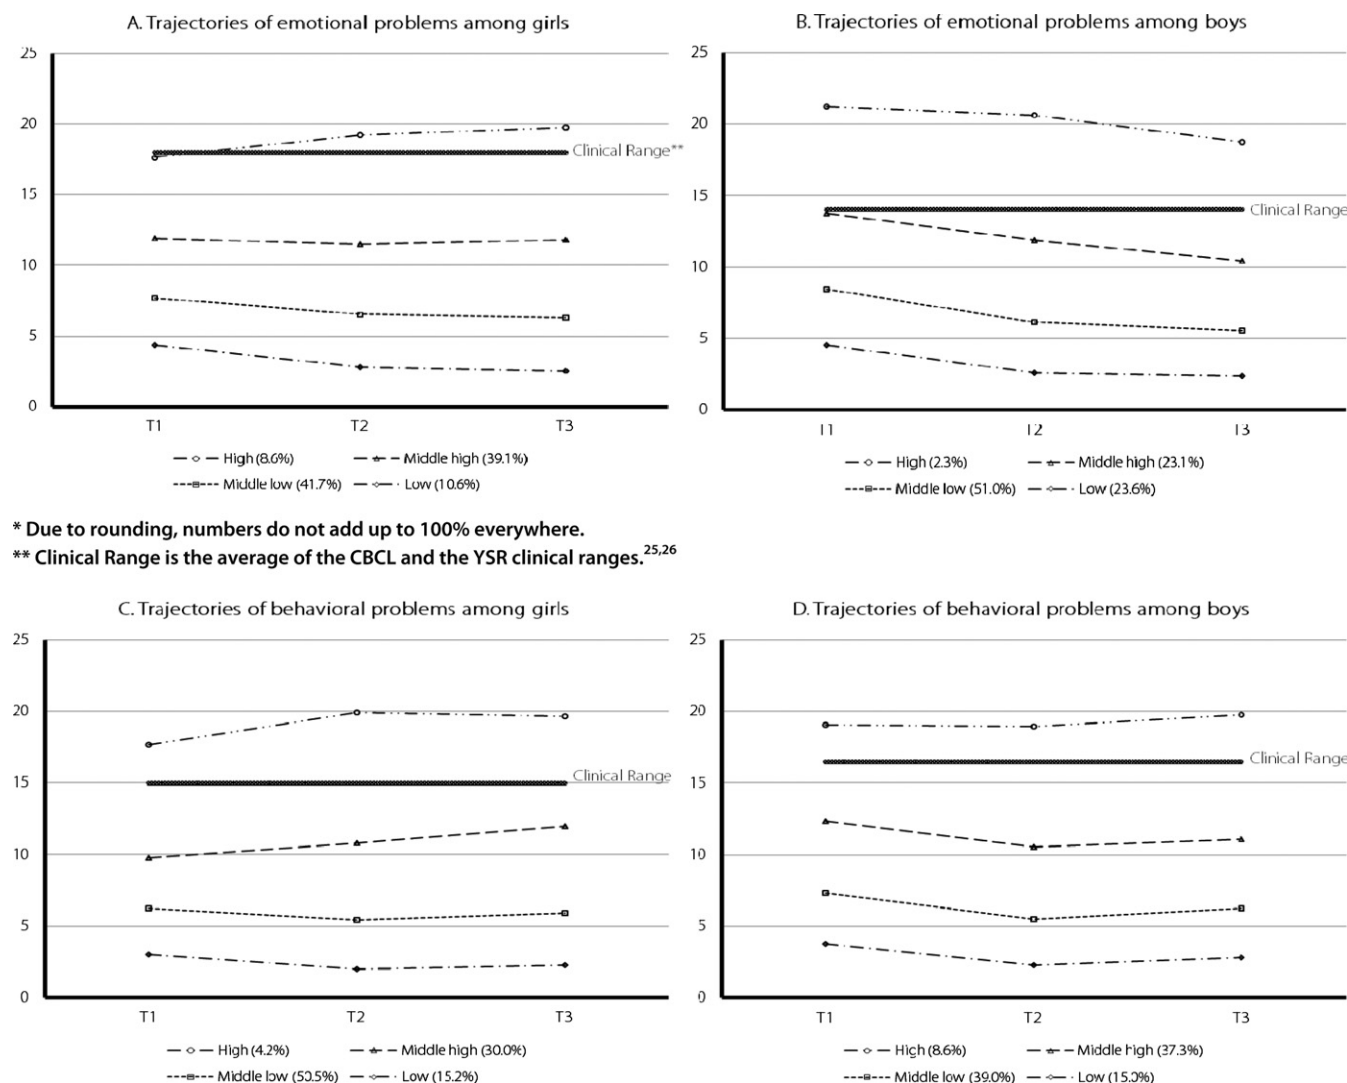 A. Trajectories of emotional problems among girls
25
20
15
10
5
0
Clinical Range**
T1 T2 T3
High (8.6%) Middle high (39.1%)
Middle low (41.7%) Low (10.6%)
B. Trajectories of emotional problems among boys
25
20
15
10
5
0
Clinical Range
T1 T2 T3
High (2.3%) Middle high (23.1%)
Middle low (51.0%) Low (23.6%)
* Due to rounding, numbers do not add up to 100% everywhere.
** Clinical Range is the average of the CBCL and the YSR clinical ranges.25,26
C. Trajectories of behavioral problems among girls
25
20
15
10
5
0
Clinical Range
T1 T2 T3
High (4.2%) Middle high (30.0%)
Middle low (50.5%) Low (15.2%)
D. Trajectories of behavioral problems among boys
25
20
15
10
5
0
Clinical Range
T1 T2 T3
High (8.6%) Middle high (37.3%)
Middle low (39.0%) Low (15.0%)